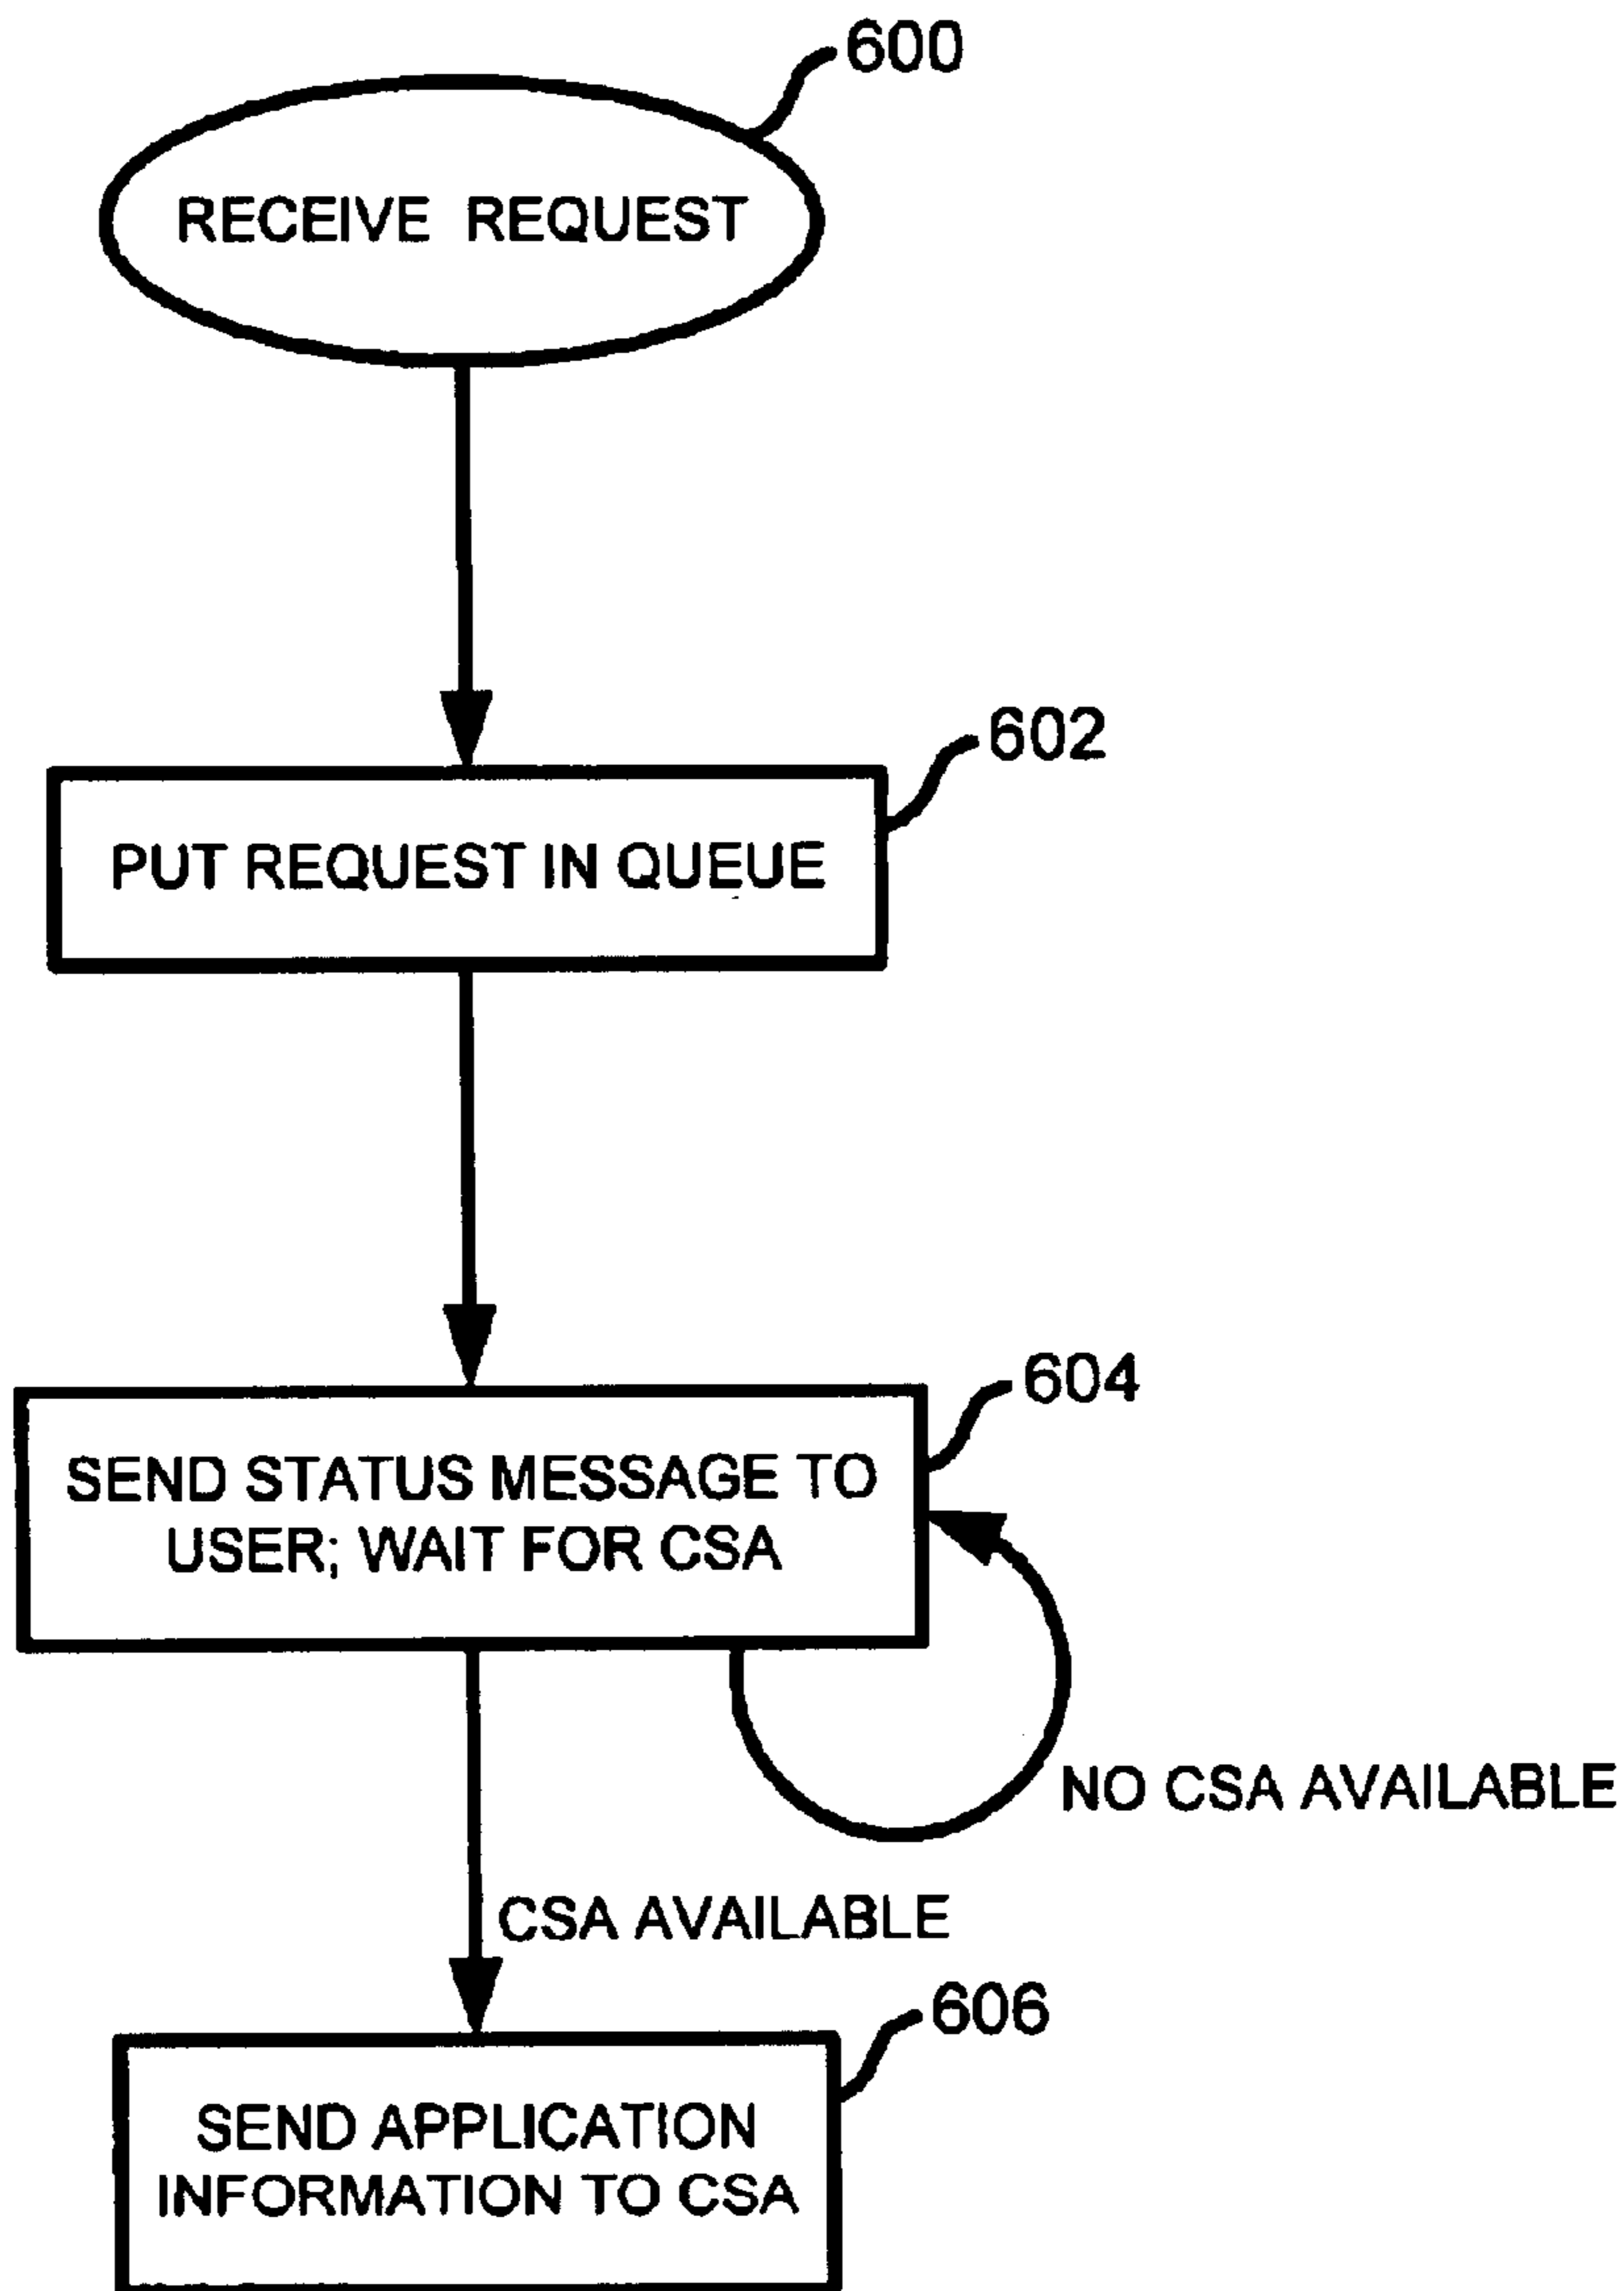 600
RECEIVE REQUEST
602
PUT REQUEST IN QUEUE
604
SEND STATUS MESSAGE TO
USER; WAIT FOR CSA
NO CSA AVAILABLE
CSA AVAILABLE
606
SEND APPLICATION
INFORMATION TO CSA